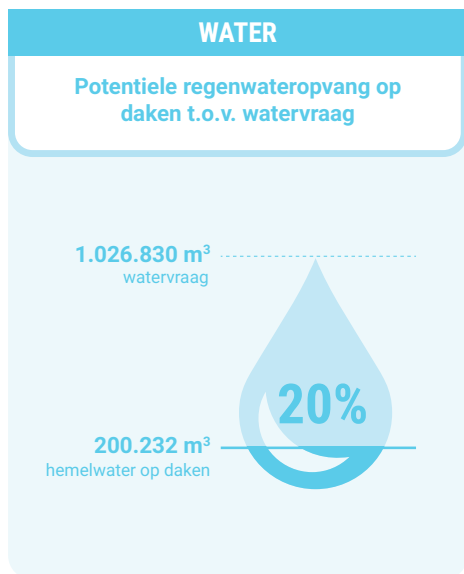 WATER
Potentiele regenwateropvang op
daken t.o.v. watervraag
1.026.830 m³
watervraag
20%
200.232 m³
hemelwater op daken